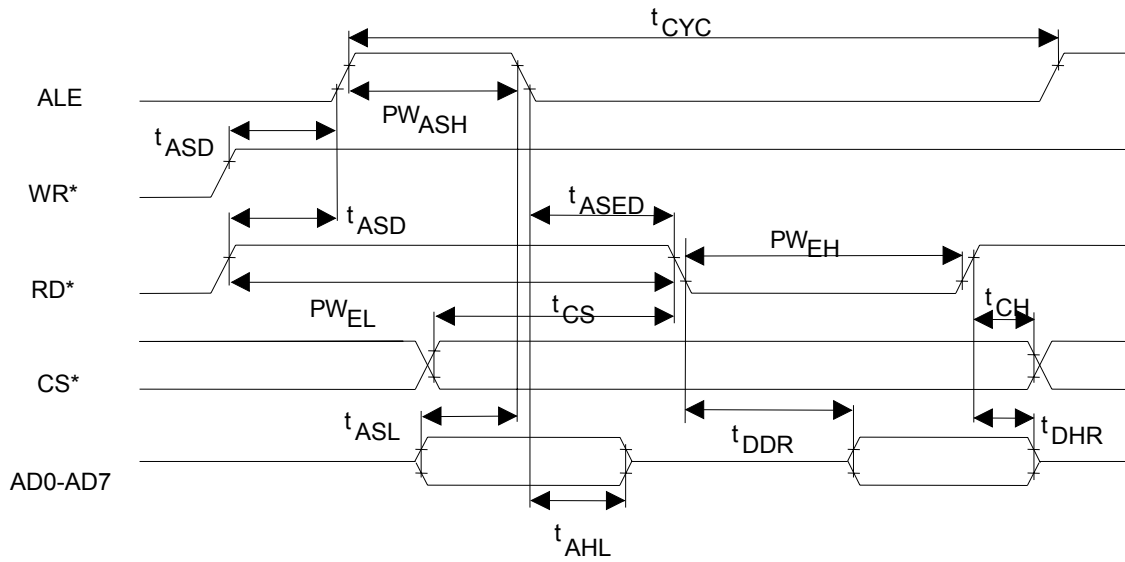 tCYC
ALE
PWASH
tASD
WR*
tASED
tASD
PWEH
RD*
PWEL
tCS
tCH
CS*
tASL
tDDR
tDHR
AD0-AD7
tAHL